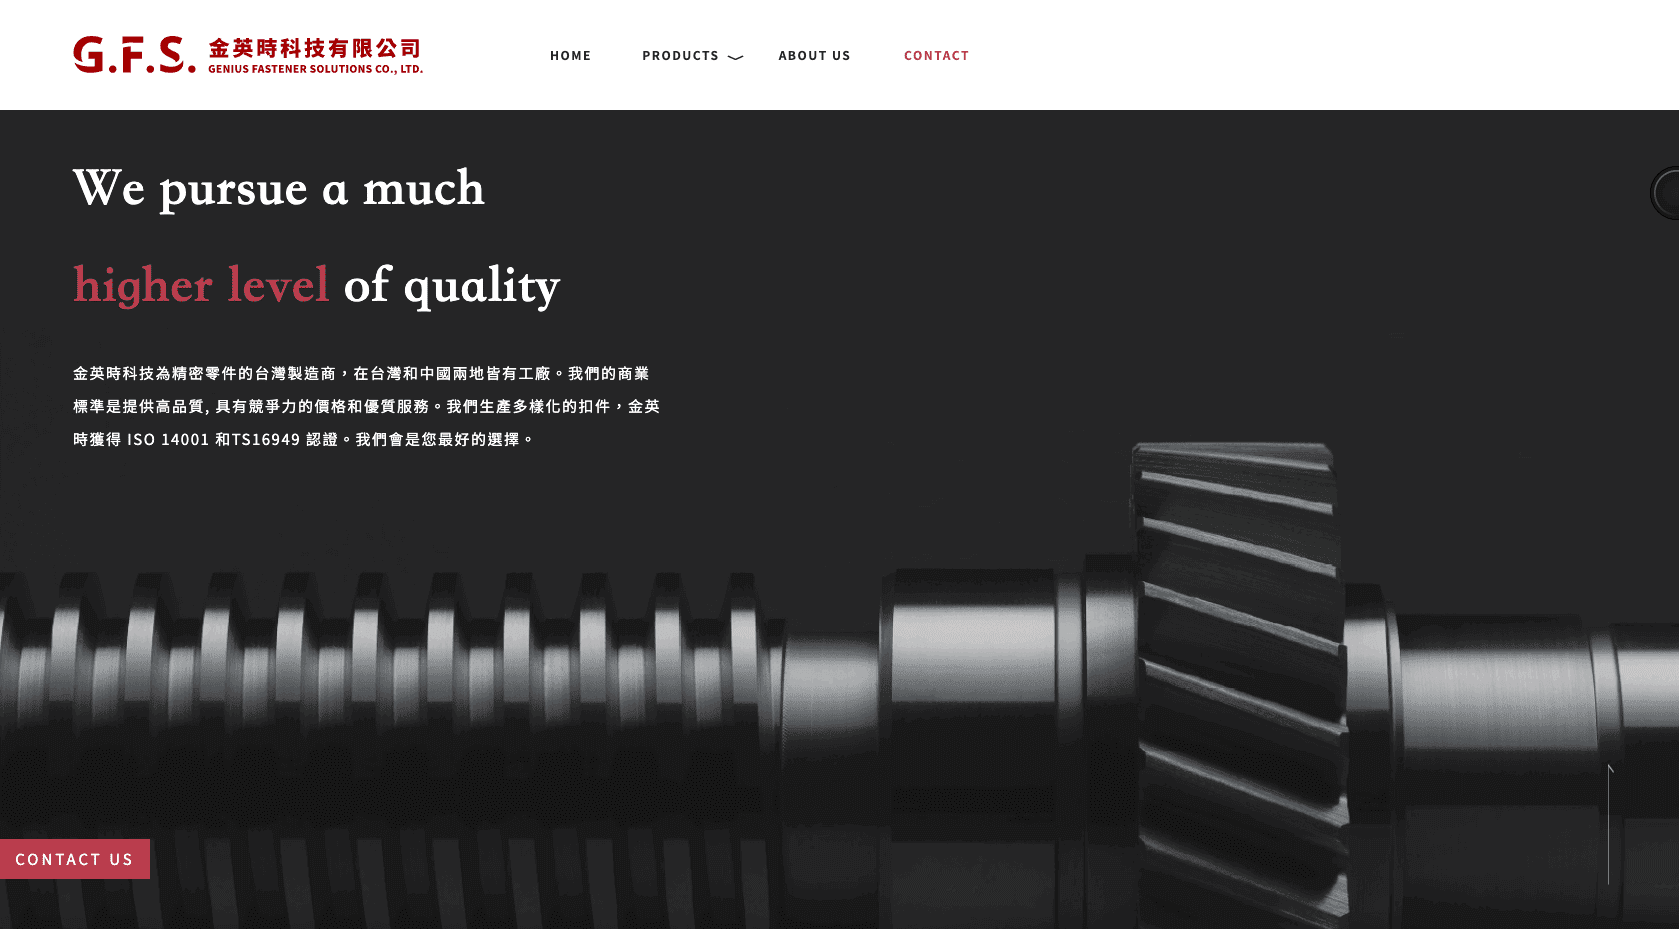 G.F.S.
金英時科技有限公司
GENIUS FASTENER SOLUTIONS CO., LTD.
HOME
PRODUCTS
ABOUT US
CONTACT
We pursue a much
higher level of quality
金英時科技為精密零件的台灣製造商，在台灣和中國兩地皆有工廠。我們的商業
標準是提供高品質, 具有競爭力的價格和優質服務。我們生產多樣化的扣件，金英
時獲得 ISO 14001 和TS16949 認證。我們會是您最好的選擇。
CONTACT US